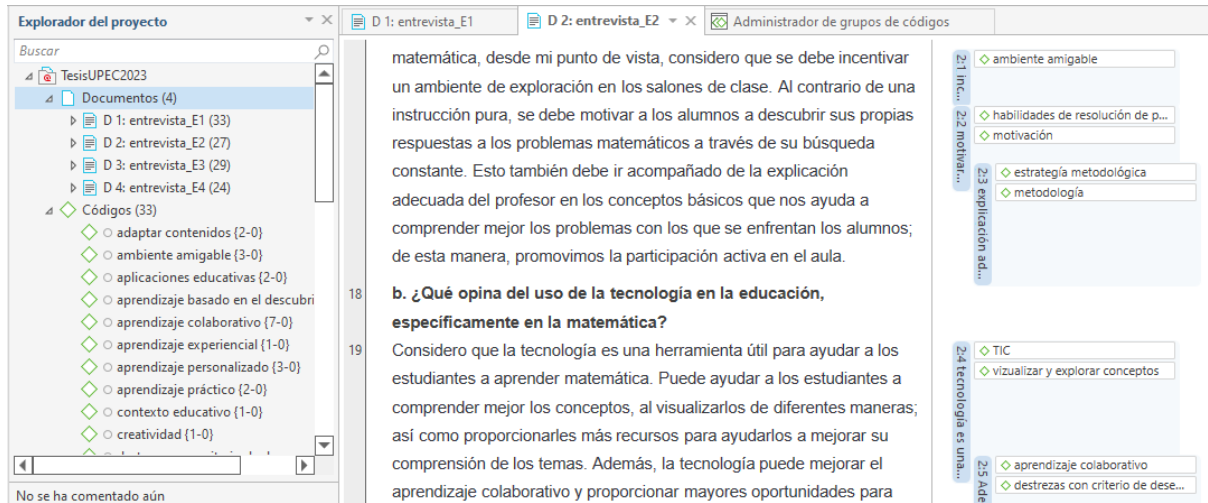 Explorador del proyecto
Buscar
TesisUPEC2023
Documentos (4)
D 1: entrevista_E1 (33)
D 2: entrevista_E2 (27)
D 3: entrevista_E3 (29)
D 4: entrevista_E4 (24)
Códigos (33)
adaptar contenidos {2-0}
ambiente amigable {3-0}
aplicaciones educativas {2-0}
aprendizaje basado en el descubri
aprendizaje colaborativo {7-0}
aprendizaje experiencial {1-0}
aprendizaje personalizado {3-0}
aprendizaje práctico {2-0}
contexto educativo {1-0}
creatividad {1-0}
No se ha comentado aún
D 1: entrevista_E1
D 2: entrevista_E2
Administrador de grupos de códigos
matemática, desde mi punto de vista, considero que se debe incentivar
un ambiente de exploración en los salones de clase. Al contrario de una
instrucción pura, se debe motivar a los alumnos a descubrir sus propias
respuestas a los problemas matemáticos a través de su búsqueda
constante. Esto también debe ir acompañado de la explicación
adecuada del profesor en los conceptos básicos que nos ayuda a
comprender mejor los problemas con los que se enfrentan los alumnos;
de esta manera, promovimos la participación activa en el aula.
18 b. ¿Qué opina del uso de la tecnología en la educación,
específicamente en la matemática?
19 Considero que la tecnología es una herramienta útil para ayudar a los
estudiantes a aprender matemática. Puede ayudar a los estudiantes a
comprender mejor los conceptos, al visualizarlos de diferentes maneras;
así como proporcionarles más recursos para ayudarlos a mejorar su
comprensión de los temas. Además, la tecnología puede mejorar el
aprendizaje colaborativo y proporcionar mayores oportunidades para
2:1 inc...
ambiente amigable
2:2 motivar...
habilidades de resolución de p...
motivación
2:3 explicación ad...
estrategía metodológica
metodología
2:4 tecnología es una...
TIC
vizualizar y explorar conceptos
2:5 Ade
aprendizaje colaborativo
destrezas con criterio de dese...